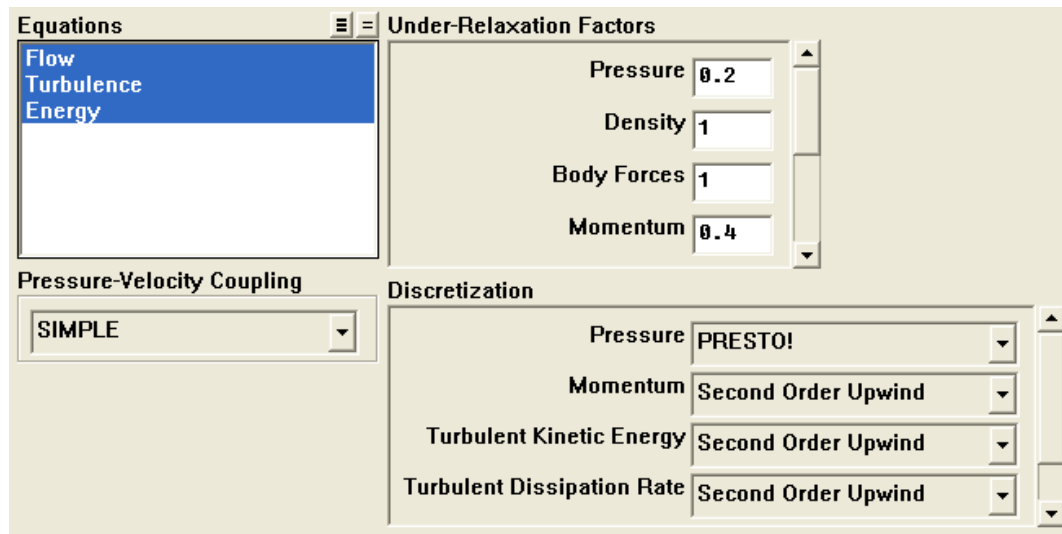 Equations
Flow
Turbulence
Energy
Pressure-Velocity Coupling
SIMPLE
Under-Relaxation Factors
Pressure 0.2
Density 1
Body Forces 1
Momentum 0.4
Discretization
Pressure PRESTO!
Momentum Second Order Upwind
Turbulent Kinetic Energy Second Order Upwind
Turbulent Dissipation Rate Second Order Upwind